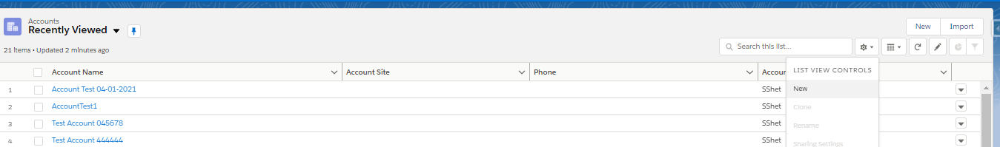 Accounts
Recently Viewed
New Import
21 items • Updated 2 minutes ago
Search this list...
Account Name Account Site Phone Accour
LIST VIEW CONTROLS
New
Clone
Rename
Sharing Settings
1 Account Test 04-01-2021 SShet
2 AccountTest1 SShet
3 Test Account 045678 SShet
4 Test Account 444444 SShet